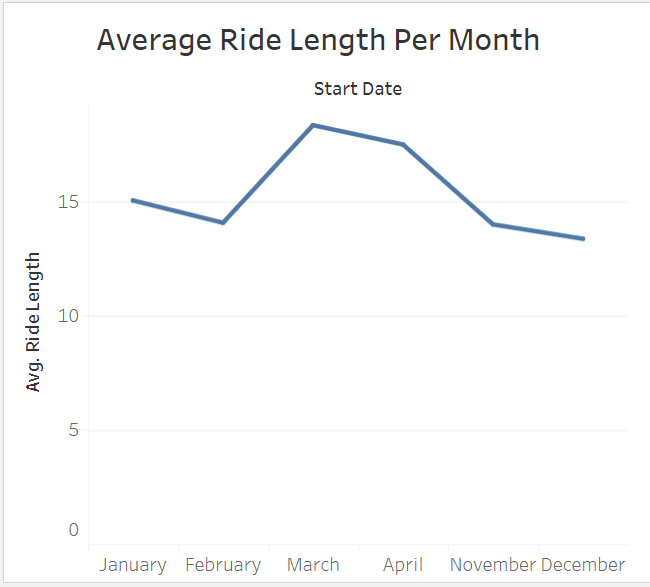 Average Ride Length Per Month
Start Date
Avg. Ride Length
15
10
5
0
January February March April November December